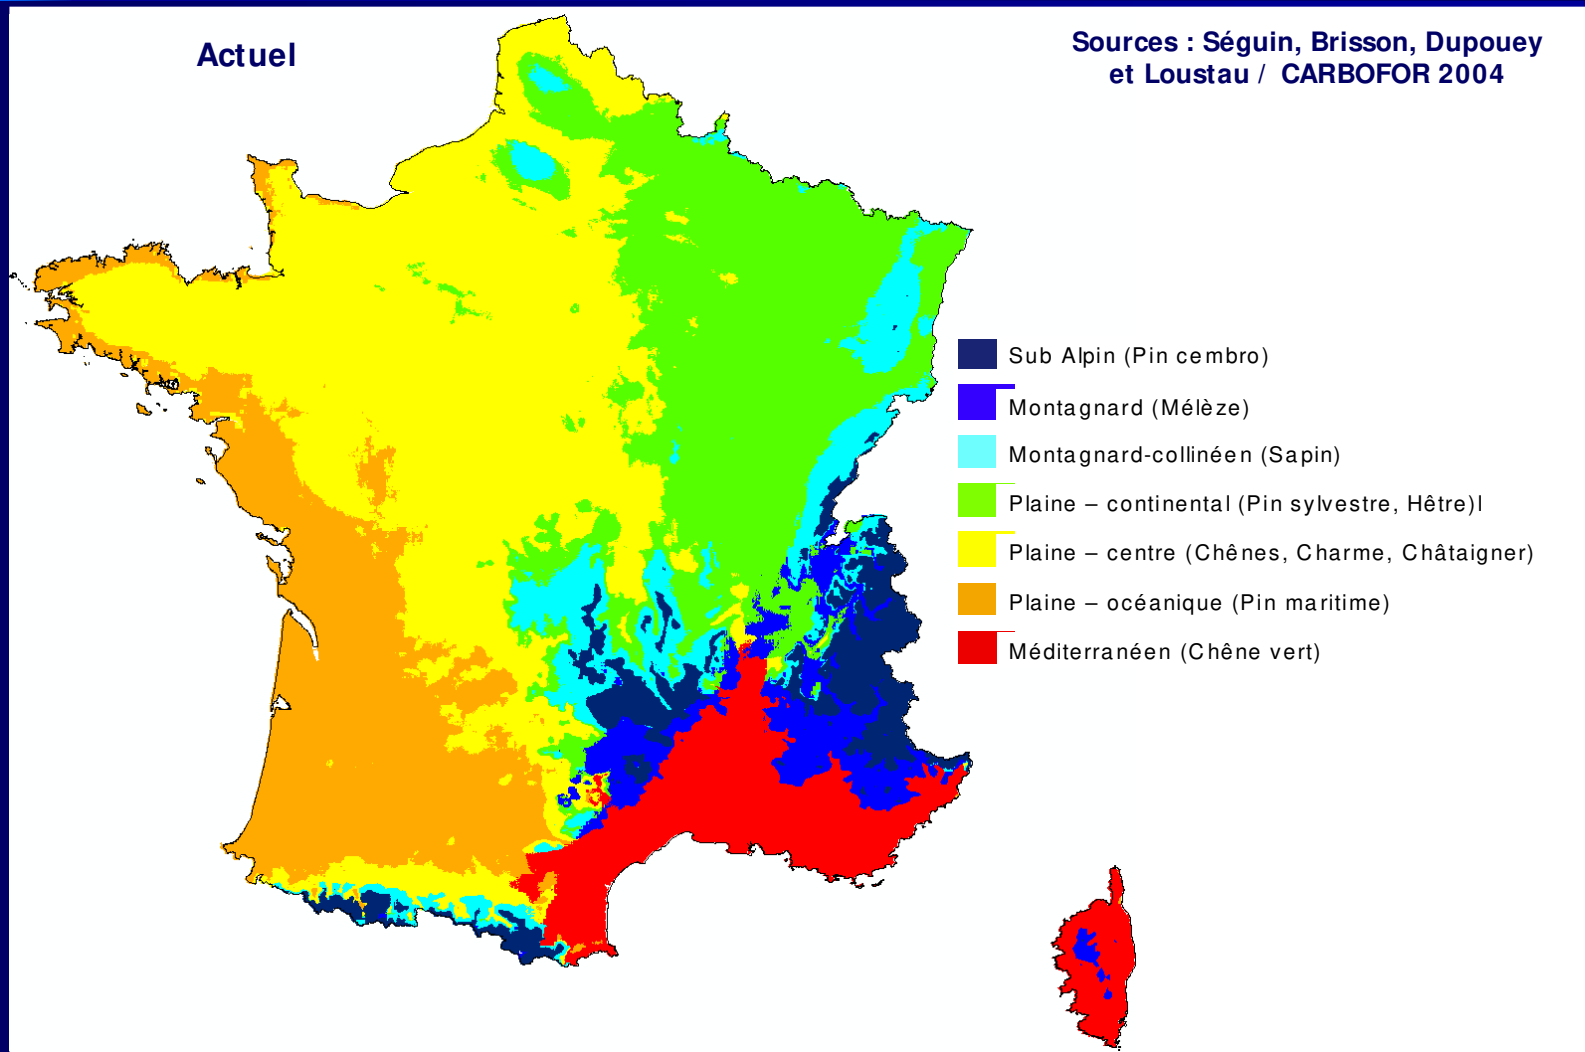 Actuel
Sources : Séguin, Brisson, Dupouey
et Loustau / CARBOFOR 2004
Sub Alpin (Pin cembro)
Montagnard (Mélèze)
Montagnard-collinéen (Sapin)
Plaine – continental (Pin sylvestre, Hêtre)l
Plaine – centre (Chênes, Charme, Châtaigner)
Plaine – océanique (Pin maritime)
Méditerranéen (Chêne vert)